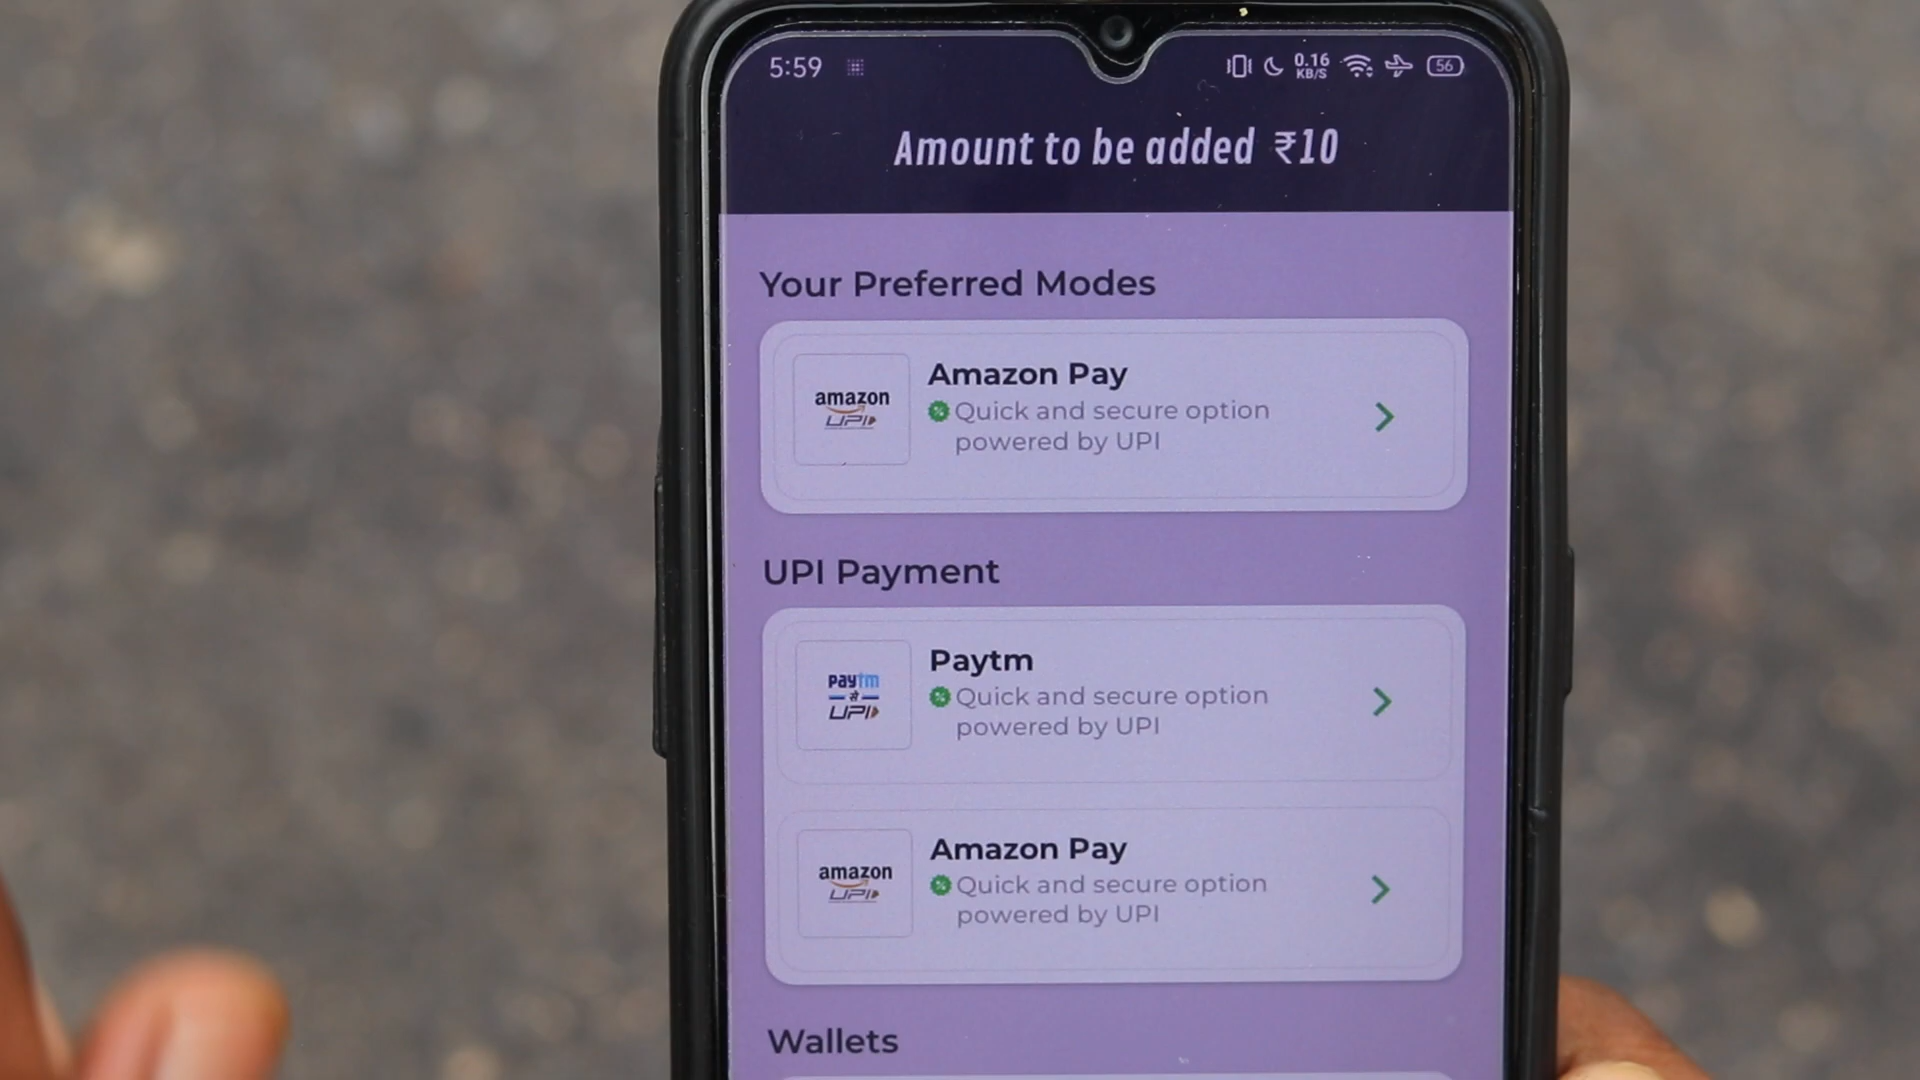 5:59
0.16
KB/S
56
Amount to be added ₹10
Your Preferred Modes
amazon
UPI
Amazon Pay
Quick and secure option
powered by UPI
UPI Payment
paytm
से
UPI
Paytm
Quick and secure option
powered by UPI
amazon
UPI
Amazon Pay
Quick and secure option
powered by UPI
Wallets